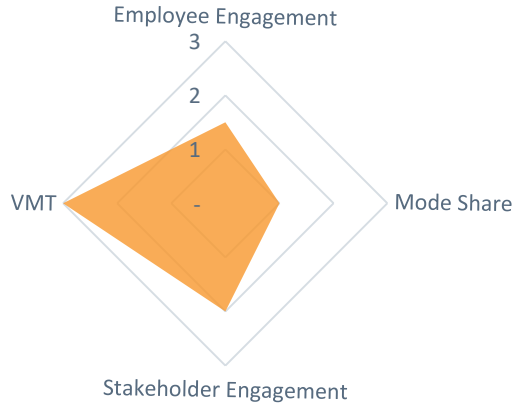 Employee Engagement
3
2
1
VMT
-
Mode Share
Stakeholder Engagement